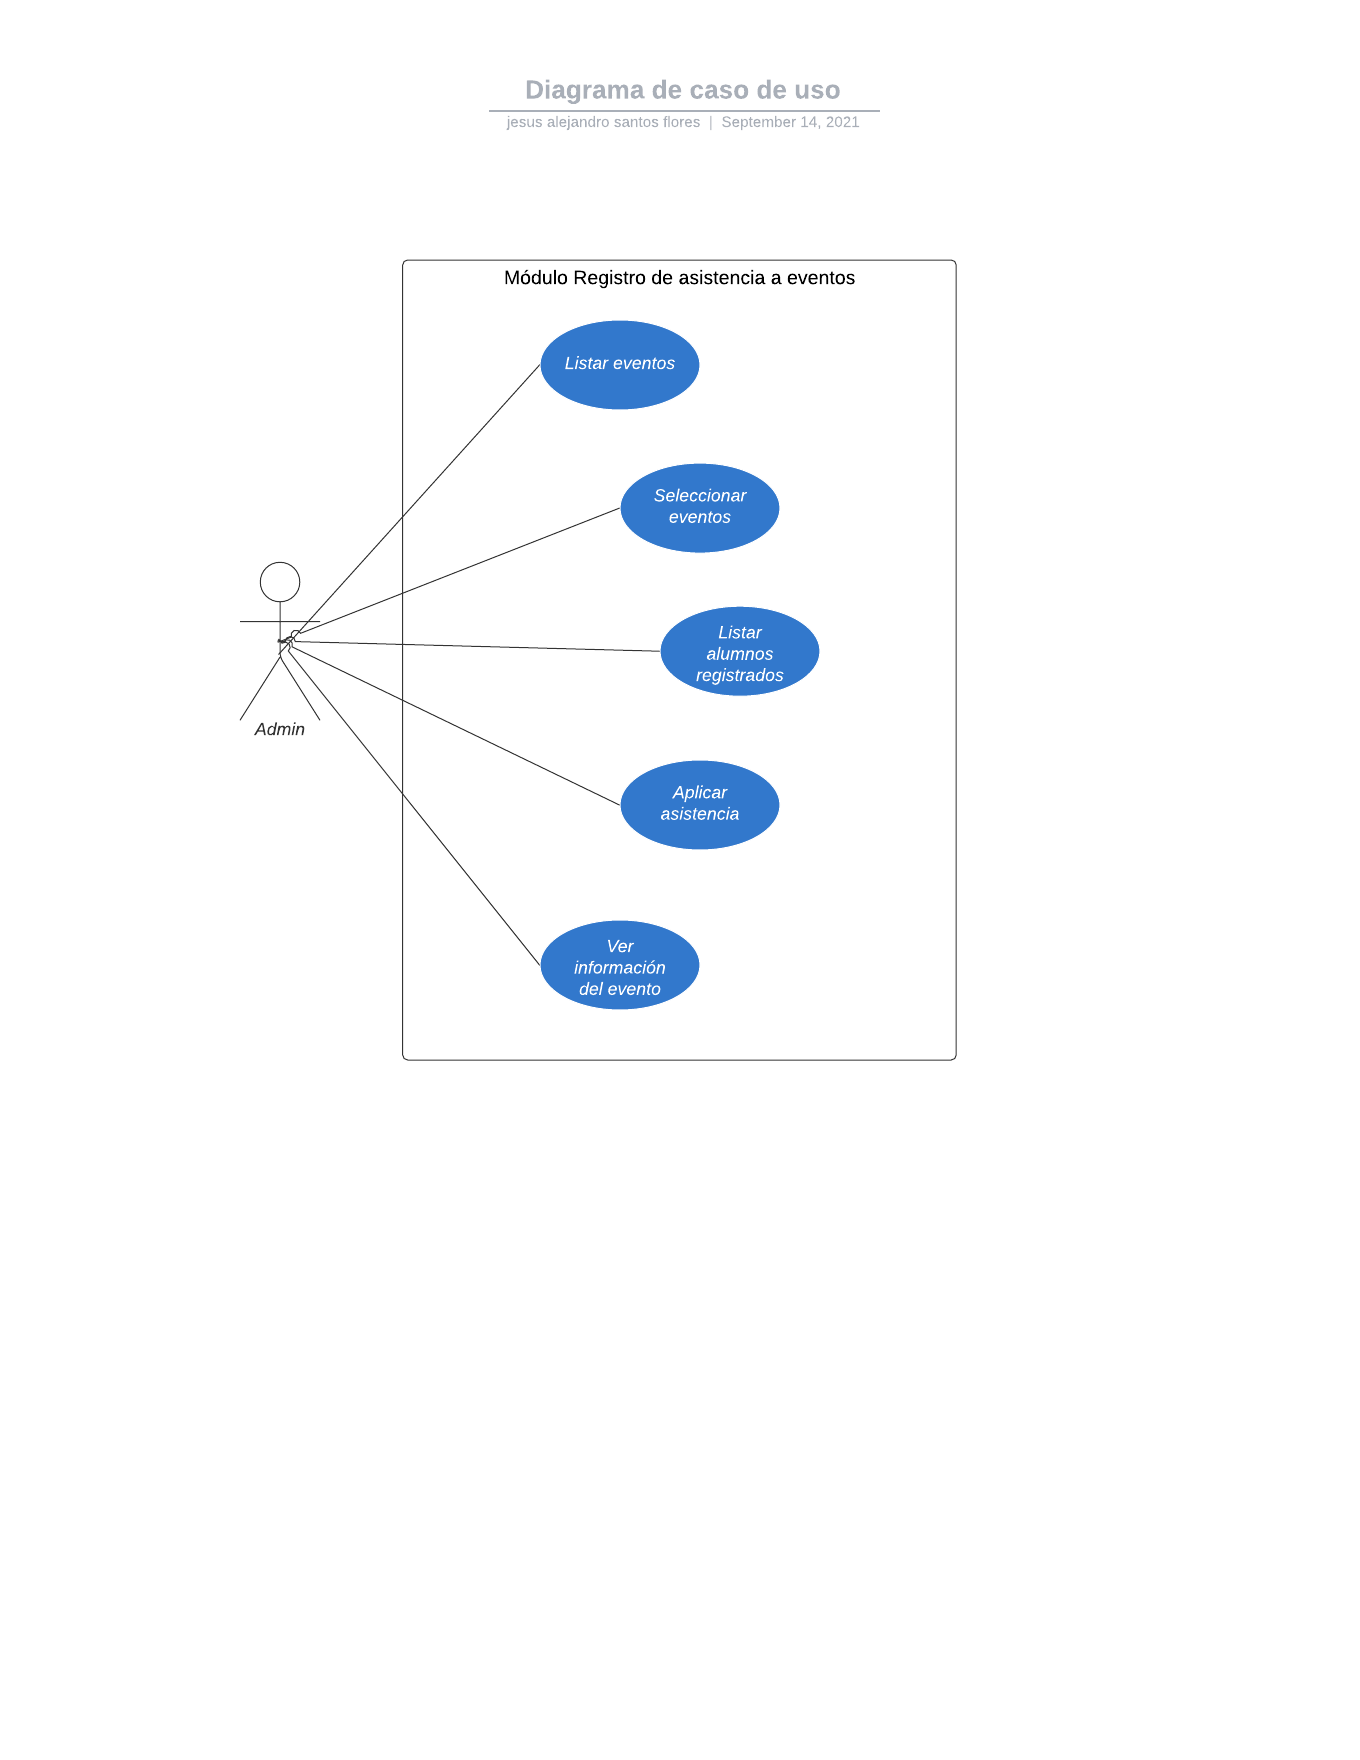 Diagrama de caso de uso
jesus alejandro santos flores | September 14, 2021
Módulo Registro de asistencia a eventos
Listar eventos
Seleccionar
eventos
Listar
alumnos
registrados
Admin
Aplicar
asistencia
Ver
información
del evento